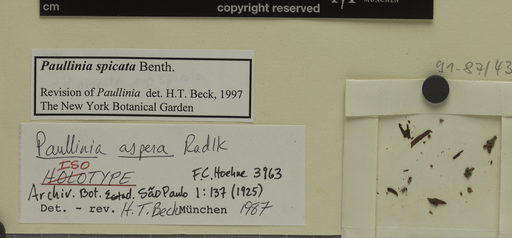 cm
copyright reserved
MÜNCHEN
91-87/43
Paullinia spicata Benth.
Revision of Paullinia det. H.T. Beck, 1997
The New York Botanical Garden
Paullinia aspera Radlk
ISO
HOLOTYPE
F.C. Hoehne 3963
Archiv. Bot. Estad. São Paulo 1:137 (1925)
Det. - rev. H.T. Beck München 1987